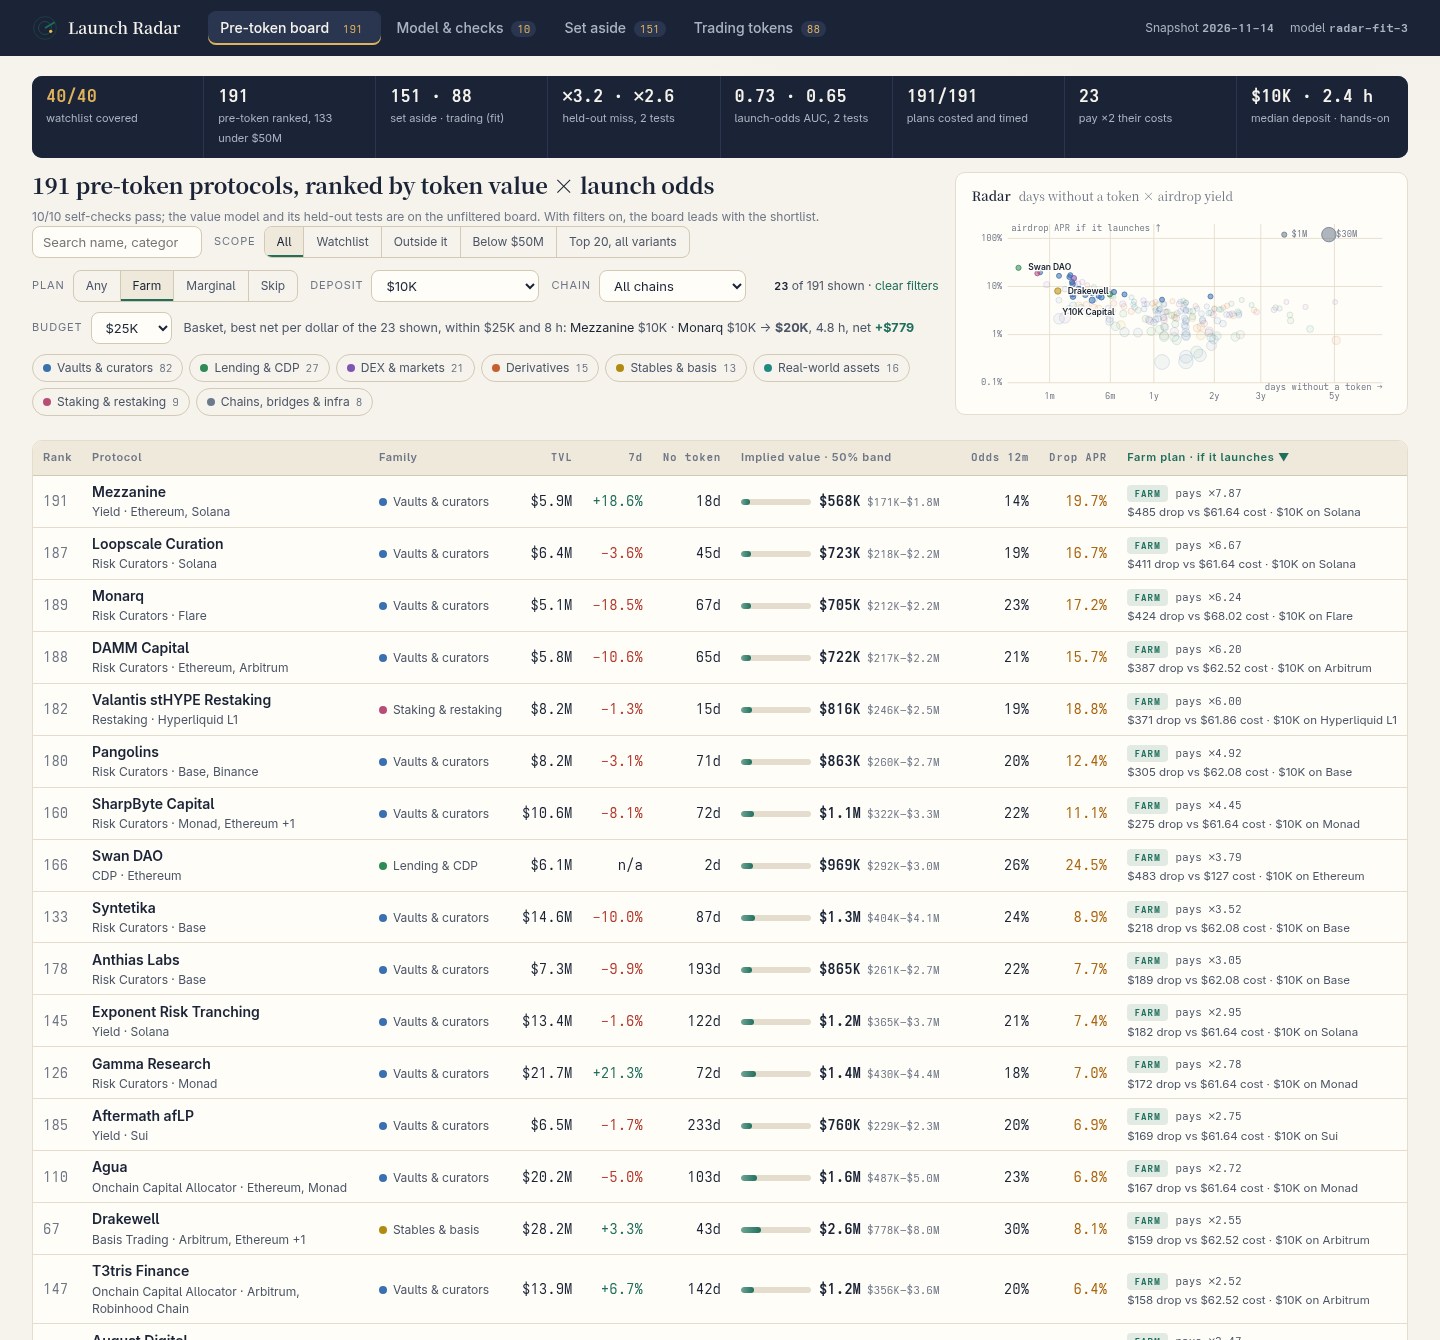 Launch Radar
Pre-token board 191
Model & checks 10
Set aside 151
Trading tokens 88
Snapshot 2026-11-14 model radar-fit-3
40/40
watchlist covered
191
pre-token ranked, 133
under $50M
151 · 88
set aside · trading (fit)
×3.2 · ×2.6
held-out miss, 2 tests
0.73 · 0.65
launch-odds AUC, 2 tests
191/191
plans costed and timed
23
pay ×2 their costs
$10K · 2.4 h
median deposit · hands-on
191 pre-token protocols, ranked by token value × launch odds
10/10 self-checks pass; the value model and its held-out tests are on the unfiltered board. With filters on, the board leads with the shortlist.
Search name, categor
SCOPE All Watchlist Outside it Below $50M Top 20, all variants
PLAN Any Farm Marginal Skip DEPOSIT $10K CHAIN All chains 23 of 191 shown · clear filters
BUDGET $25K Basket, best net per dollar of the 23 shown, within $25K and 8 h: Mezzanine $10K · Monarq $10K → $20K, 4.8 h, net +$779
Vaults & curators 82
Lending & CDP 27
DEX & markets 21
Derivatives 15
Stables & basis 13
Real-world assets 16
Staking & restaking 9
Chains, bridges & infra 8
Radar days without a token × airdrop yield
airdrop APR if it launches ↑
$1M $30M
100%
10%
1%
0.1%
Swan DAO
Drakewell
Y10K Capital
days without a token →
1m 6m 1y 2y 3y 5y
Rank Protocol Family TVL 7d No token Implied value · 50% band Odds 12m Drop APR Farm plan · if it launches ▼
191 Mezzanine Vaults & curators $5.9M +18.6% 18d $568K $171K–$1.8M 14% 19.7% FARM pays ×7.87
Yield · Ethereum, Solana $485 drop vs $61.64 cost · $10K on Solana
187 Loopscale Curation Vaults & curators $6.4M −3.6% 45d $723K $218K–$2.2M 19% 16.7% FARM pays ×6.67
Risk Curators · Solana $411 drop vs $61.64 cost · $10K on Solana
189 Monarq Vaults & curators $5.1M −18.5% 67d $705K $212K–$2.2M 23% 17.2% FARM pays ×6.24
Risk Curators · Flare $424 drop vs $68.02 cost · $10K on Flare
188 DAMM Capital Vaults & curators $5.8M −10.6% 65d $722K $217K–$2.2M 21% 15.7% FARM pays ×6.20
Risk Curators · Ethereum, Arbitrum $387 drop vs $62.52 cost · $10K on Arbitrum
182 Valantis stHYPE Restaking Staking & restaking $8.2M −1.3% 15d $816K $246K–$2.5M 19% 18.8% FARM pays ×6.00
Restaking · Hyperliquid L1 $371 drop vs $61.86 cost · $10K on Hyperliquid L1
180 Pangolins Vaults & curators $8.2M −3.1% 71d $863K $260K–$2.7M 20% 12.4% FARM pays ×4.92
Risk Curators · Base, Binance $305 drop vs $62.08 cost · $10K on Base
160 SharpByte Capital Vaults & curators $10.6M −8.1% 72d $1.1M $322K–$3.3M 22% 11.1% FARM pays ×4.45
Risk Curators · Monad, Ethereum +1 $275 drop vs $61.64 cost · $10K on Monad
166 Swan DAO Lending & CDP $6.1M n/a 2d $969K $292K–$3.0M 26% 24.5% FARM pays ×3.79
CDP · Ethereum $483 drop vs $127 cost · $10K on Ethereum
133 Syntetika Vaults & curators $14.6M −10.0% 87d $1.3M $404K–$4.1M 24% 8.9% FARM pays ×3.52
Risk Curators · Base $218 drop vs $62.08 cost · $10K on Base
178 Anthias Labs Vaults & curators $7.3M −9.9% 193d $865K $261K–$2.7M 22% 7.7% FARM pays ×3.05
Risk Curators · Base $189 drop vs $62.08 cost · $10K on Base
145 Exponent Risk Tranching Vaults & curators $13.4M −1.6% 122d $1.2M $365K–$3.7M 21% 7.4% FARM pays ×2.95
Yield · Solana $182 drop vs $61.64 cost · $10K on Solana
126 Gamma Research Vaults & curators $21.7M +21.3% 72d $1.4M $430K–$4.4M 18% 7.0% FARM pays ×2.78
Risk Curators · Monad $172 drop vs $61.64 cost · $10K on Monad
185 Aftermath afLP Vaults & curators $6.5M −1.7% 233d $760K $229K–$2.3M 20% 6.9% FARM pays ×2.75
Yield · Sui $169 drop vs $61.64 cost · $10K on Sui
110 Agua Vaults & curators $20.2M −5.0% 103d $1.6M $487K–$5.0M 23% 6.8% FARM pays ×2.72
Onchain Capital Allocator · Ethereum, Monad $167 drop vs $61.64 cost · $10K on Monad
67 Drakewell Stables & basis $28.2M +3.3% 43d $2.6M $778K–$8.0M 30% 8.1% FARM pays ×2.55
Basis Trading · Arbitrum, Ethereum +1 $159 drop vs $62.52 cost · $10K on Arbitrum
147 T3tris Finance Vaults & curators $13.9M +6.7% 142d $1.2M $356K–$3.6M 20% 6.4% FARM pays ×2.52
Onchain Capital Allocator · Arbitrum, $158 drop vs $62.52 cost · $10K on Arbitrum
Robinhood Chain